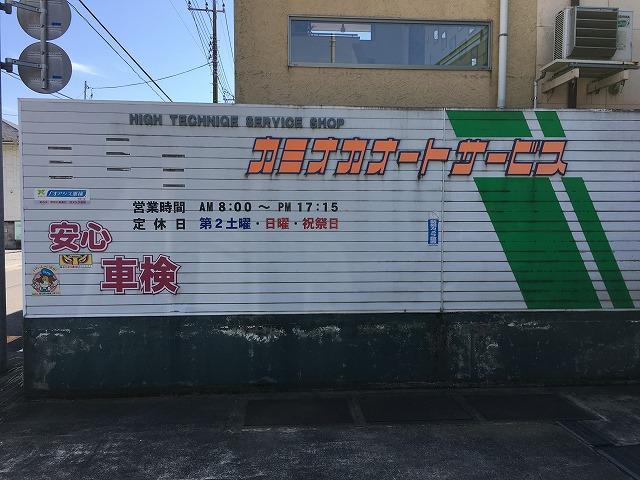 HIGH TECHNIQE SERVICE SHOP
カミオカオートサービス
営業時間 AM 8:00 ～ PM 17:15
定休日 第2土曜・日曜・祝祭日
安心
車検